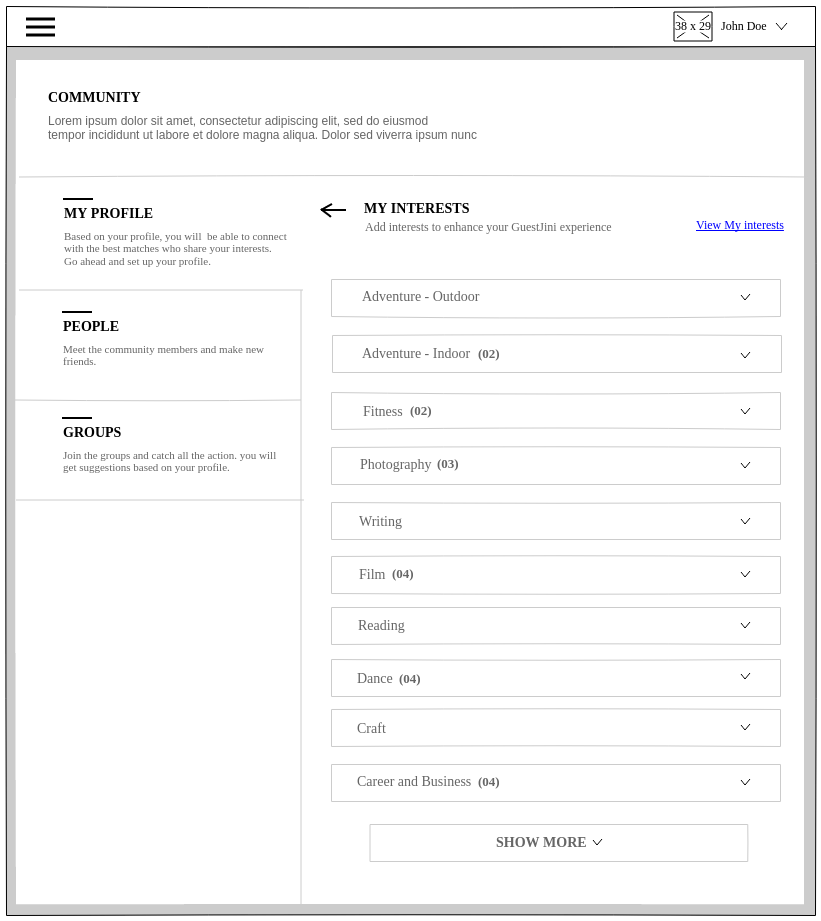 38 x 29 John Doe
COMMUNITY
Lorem ipsum dolor sit amet, consectetur adipiscing elit, sed do eiusmod
tempor incididunt ut labore et dolore magna aliqua. Dolor sed viverra ipsum nunc
MY PROFILE
Based on your profile, you will  be able to connect
with the best matches who share your interests.
Go ahead and set up your profile.
PEOPLE
Meet the community members and make new
friends.
GROUPS
Join the groups and catch all the action. you will
get suggestions based on your profile.
MY INTERESTS
Add interests to enhance your GuestJini experience
View My interests
Adventure - Outdoor
Adventure - Indoor (02)
Fitness (02)
Photography (03)
Writing
Film (04)
Reading
Dance (04)
Craft
Career and Business (04)
SHOW MORE